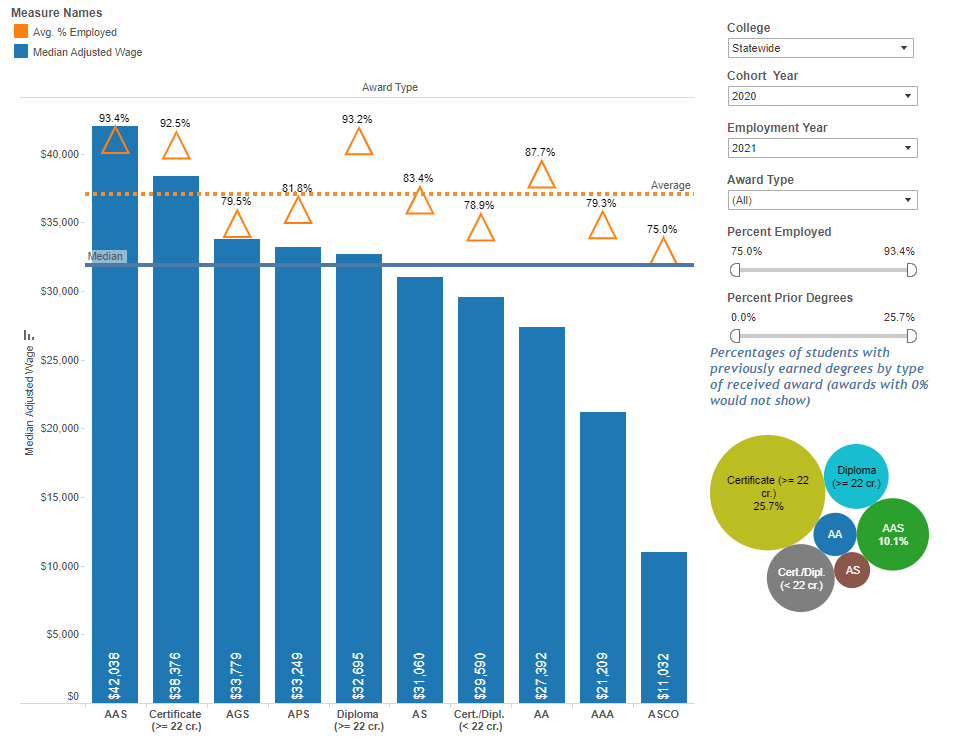 Measure Names
Avg. % Employed
Median Adjusted Wage
Award Type
93.4%
92.5%
79.5%
81.8%
93.2%
83.4%
78.9%
87.7%
79.3%
75.0%
Average
Median
$40,000
$35,000
$30,000
$25,000
$20,000
$15,000
$10,000
$5,000
$0
Median Adjusted Wage
$42,038
$38,376
$33,779
$33,249
$32,695
$31,060
$29,590
$27,392
$21,209
$11,032
AAS
Certificate
(>= 22 cr.)
AGS
APS
Diploma
(>= 22 cr.)
AS
Cert./Dipl.
(< 22 cr.)
AA
AAA
ASCO
College
Statewide
Cohort Year
2020
Employment Year
2021
Award Type
(All)
Percent Employed
75.0% 93.4%
Percent Prior Degrees
0.0% 25.7%
Percentages of students with
previously earned degrees by type
of received award (awards with 0%
would not show)
Certificate (>= 22
cr.)
25.7%
Diploma
(>= 22 cr.)
AA
AAS
10.1%
Cert./Dipl.
(< 22 cr.)
AS